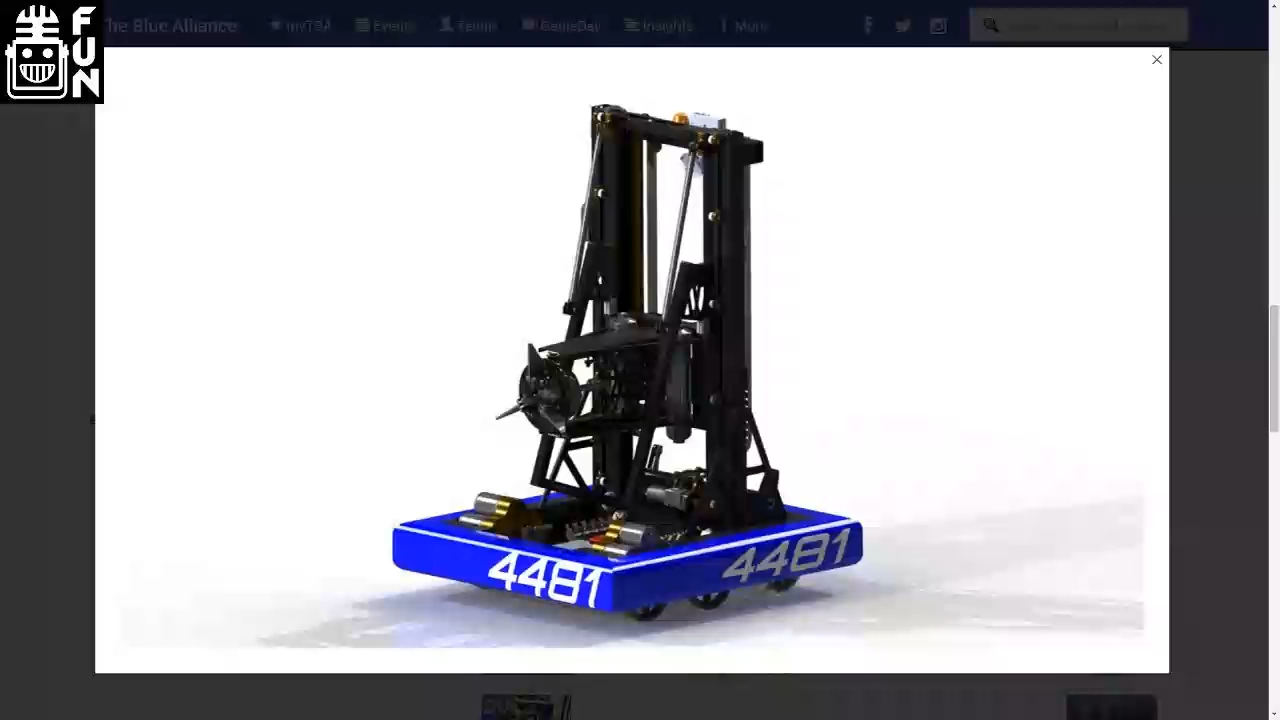 FUN
The Blue Alliance
myTBA
Events
Teams
GameDay
Insights
More
4481
4481